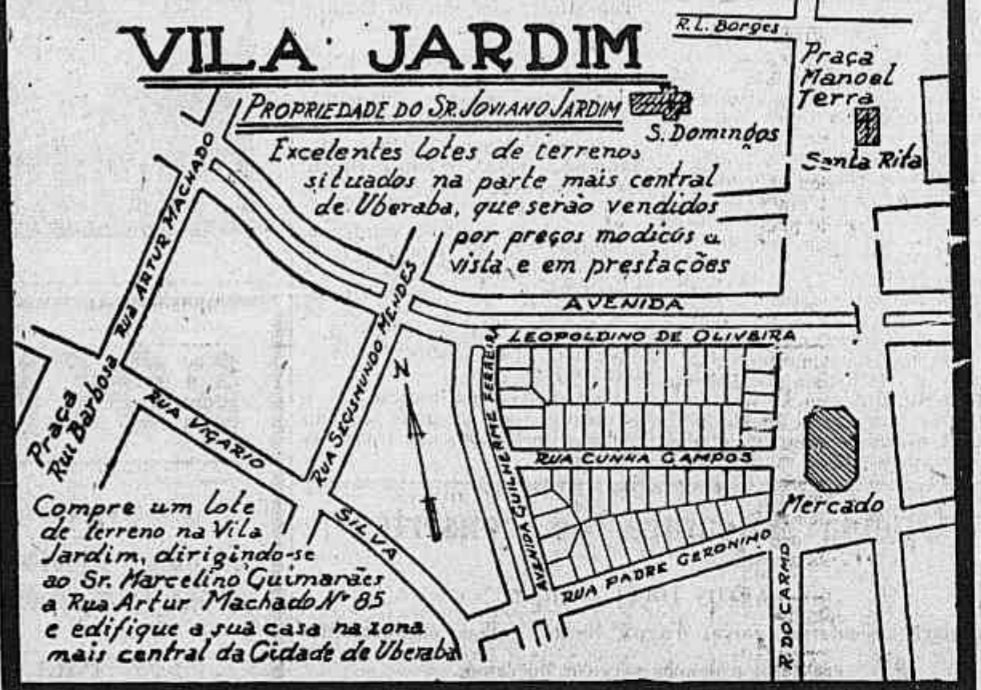 VILA JARDIM
PROPRIEDADE DO SR. JOVIANO JARDIM
Excelentes lotes de terrenos
situados na parte mais central
de Uberaba, que serão vendidos
por preços modicos a
vista, e em prestações
R. L. Borges
Praça
Manoel
Terra
S. Domingos
Santa Rita
AVENIDA
LEOPOLDINO DE OLIVEIRA
RUA ARTUR MACHADO
RUA SEGISMUNDO MENDES
AVENIDA GUILHERME FERREIRA
N
Praça
Rui Barbosa
RUA VIGARIO
SILVA
RUA CUNHA CAMPOS
Mercado
RUA PADRE GERONIMO
R. DO CARMO
Compre um lote
de terreno na Vila
Jardim, dirigindo-se
ao Sr. Marcelino Guimarães
a Rua Artur Machado Nº 85
e edifique a sua casa na zona
mais central da Cidade de Uberaba